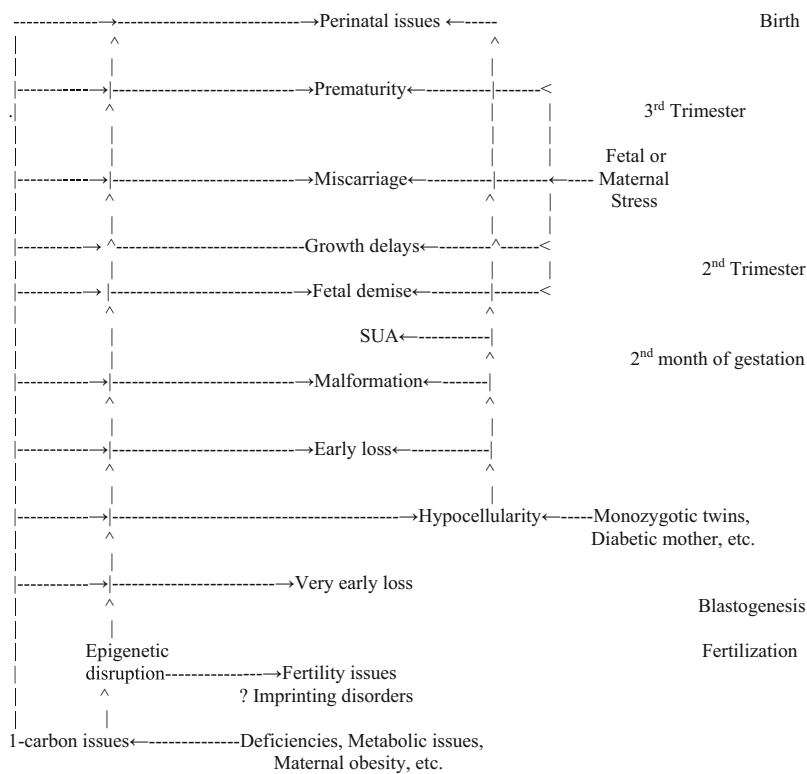 Perinatal issues Birth
Prematurity
3rd Trimester
Fetal or
Miscarriage Maternal
Stress
Growth delays
2nd Trimester
Fetal demise
SUA
2nd month of gestation
Malformation
Early loss
Hypocellularity Monozygotic twins,
Diabetic mother, etc.
Very early loss
Blastogenesis
Epigenetic Fertilization
disruption Fertility issues
? Imprinting disorders
1-carbon issues Deficiencies, Metabolic issues,
Maternal obesity, etc.